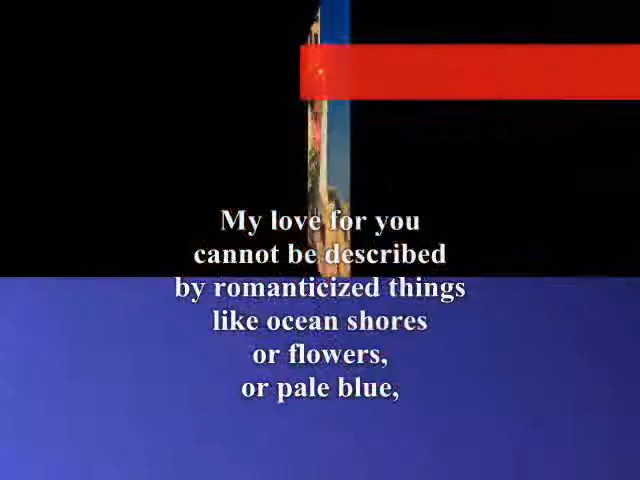 My love for you
cannot be described
by romanticized things
like ocean shores
or flowers,
or pale blue,